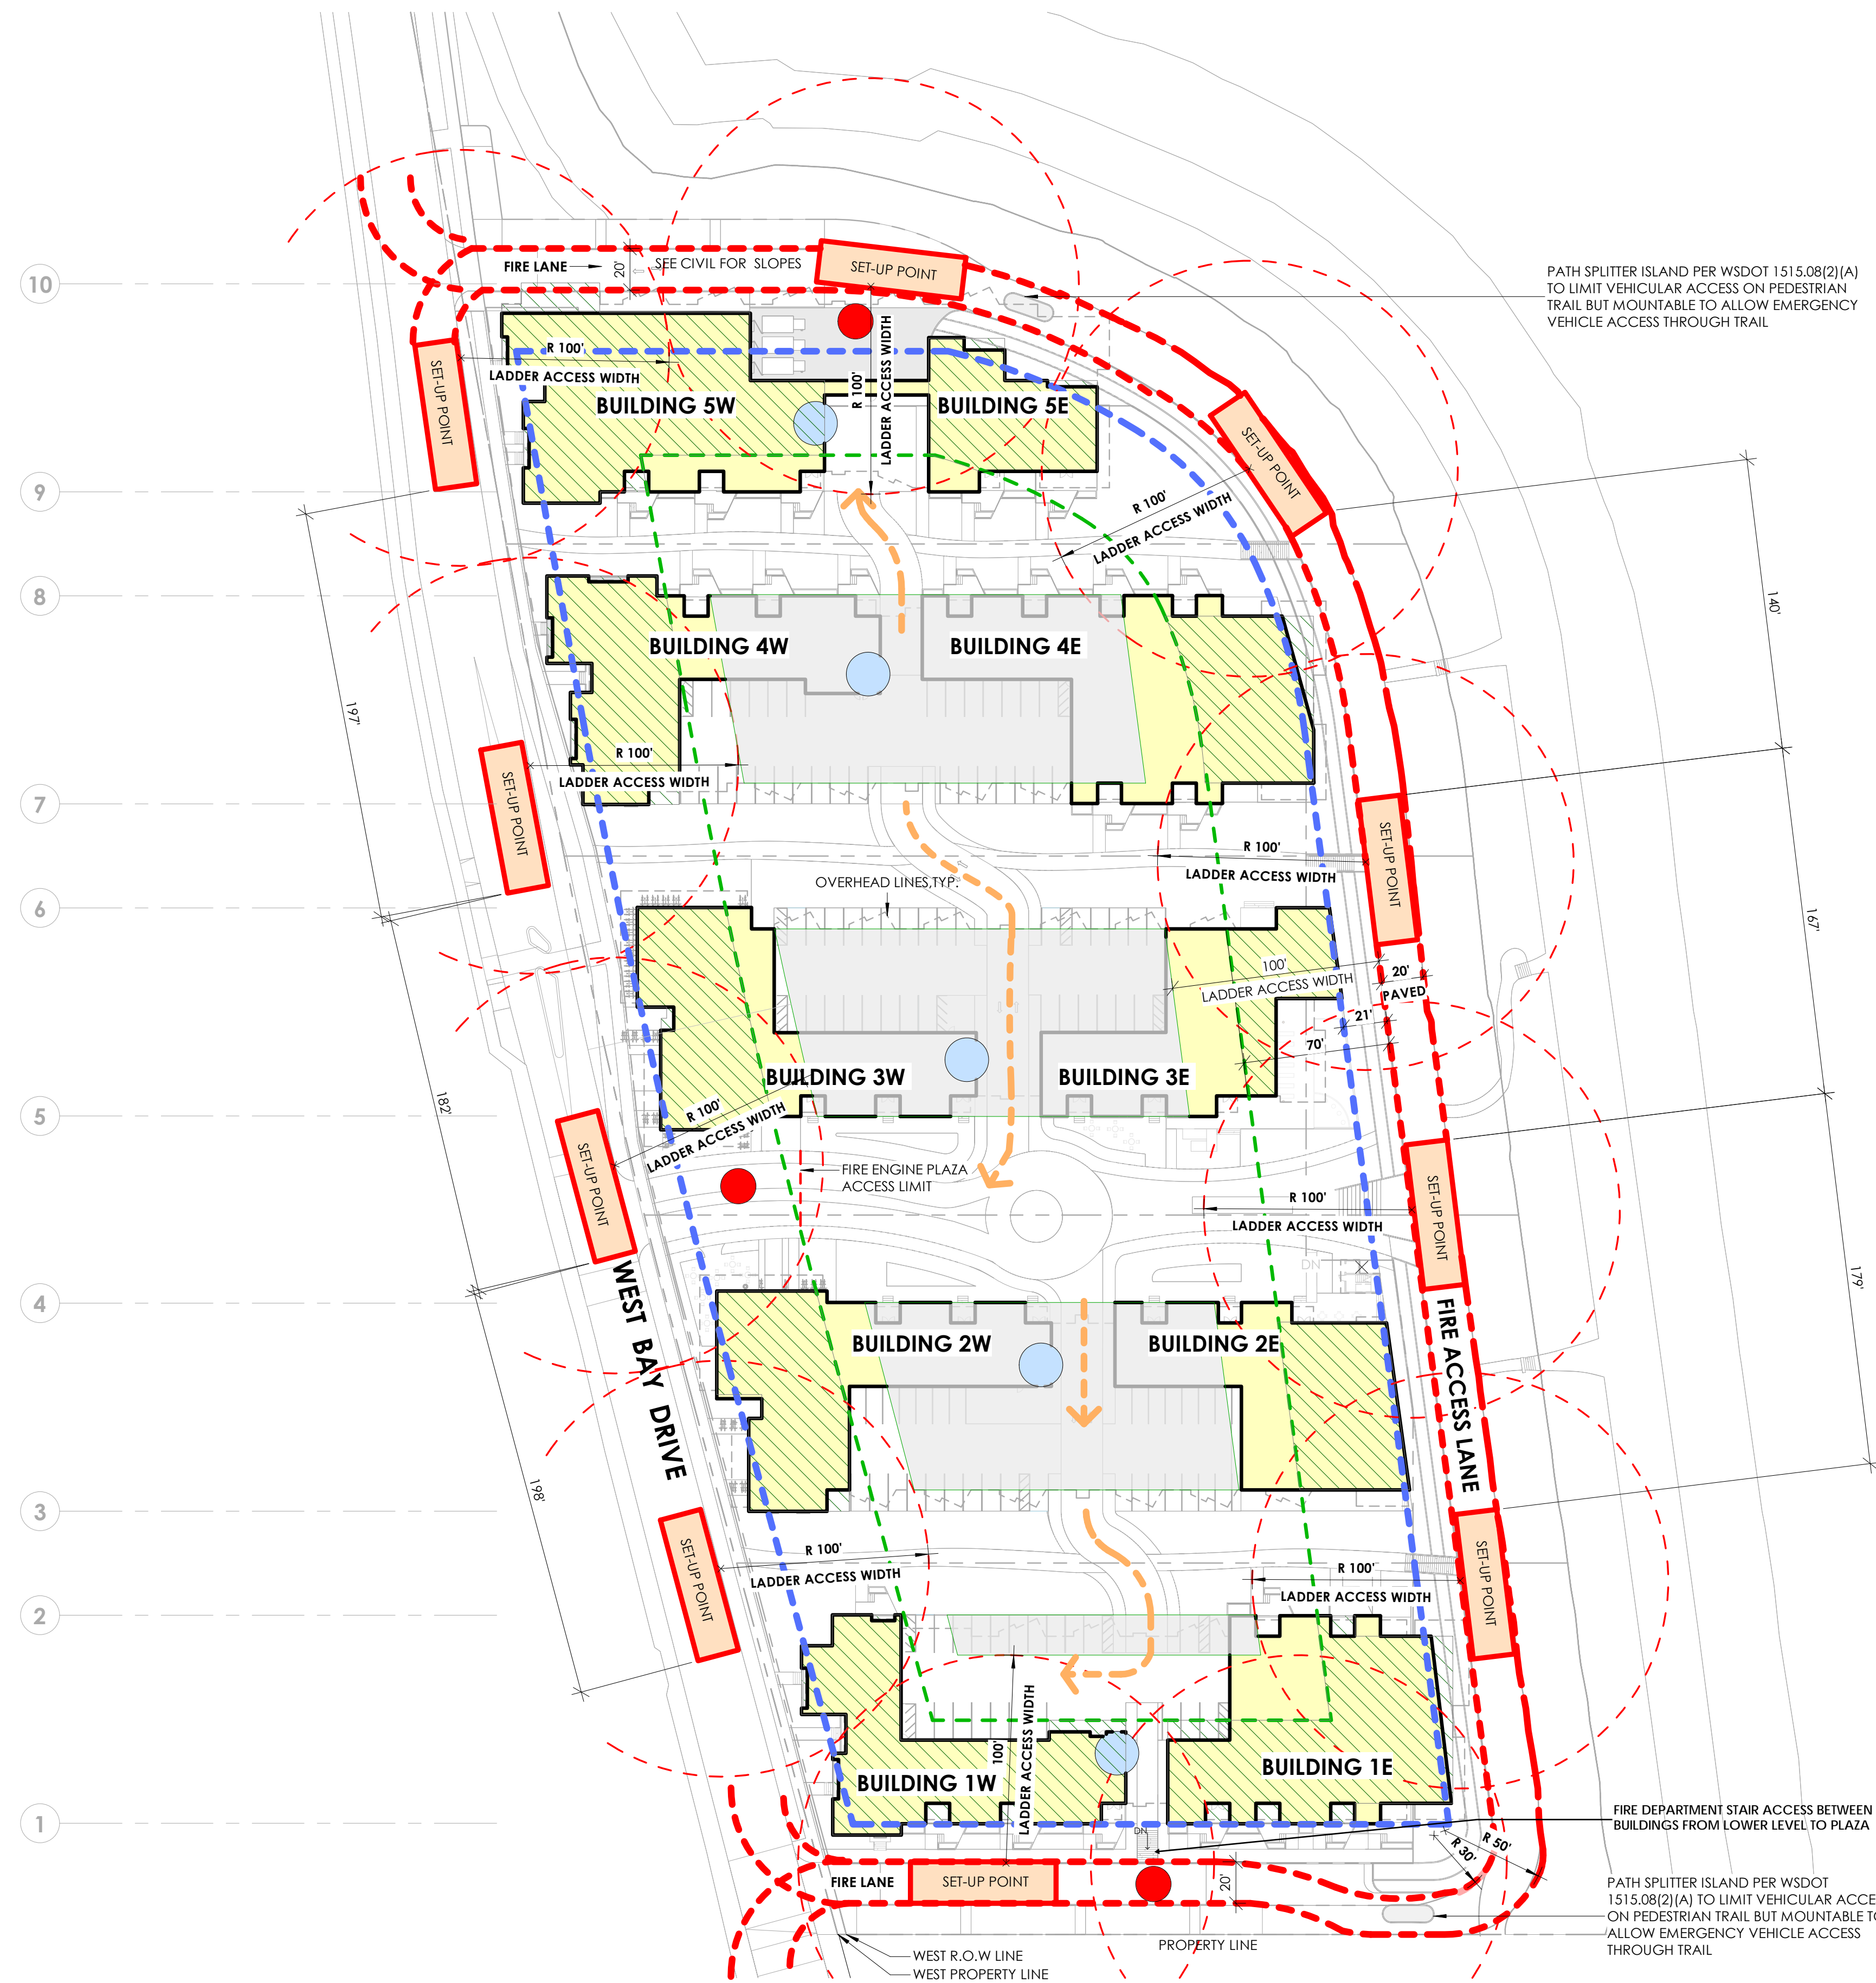 10
FIRE LANE
20'
SEE CIVIL FOR SLOPES
SET-UP POINT
PATH SPLITTER ISLAND PER WSDOT 1515.08(2)(A)
TO LIMIT VEHICULAR ACCESS ON PEDESTRIAN
TRAIL BUT MOUNTABLE TO ALLOW EMERGENCY
VEHICLE ACCESS THROUGH TRAIL
SET-UP POINT
R 100'
LADDER ACCESS WIDTH
R 100'
LADDER ACCESS WIDTH
BUILDING 5W
BUILDING 5E
SET-UP POINT
R 100'
LADDER ACCESS WIDTH
9
8
140'
BUILDING 4W
BUILDING 4E
197'
R 100'
LADDER ACCESS WIDTH
SET-UP POINT
7
SET-UP POINT
R 100'
LADDER ACCESS WIDTH
OVERHEAD LINES,TYP.
6
167'
100'
LADDER ACCESS WIDTH
20'
PAVED
21'
70'
BUILDING 3W
BUILDING 3E
182'
5
R 100'
LADDER ACCESS WIDTH
SET-UP POINT
FIRE ENGINE PLAZA
ACCESS LIMIT
SET-UP POINT
R 100'
LADDER ACCESS WIDTH
DN
179'
4
WEST BAY DRIVE
BUILDING 2W
BUILDING 2E
FIRE ACCESS LANE
198'
3
SET-UP POINT
SET-UP POINT
R 100'
LADDER ACCESS WIDTH
R 100'
LADDER ACCESS WIDTH
2
100'
LADDER ACCESS WIDTH
BUILDING 1W
BUILDING 1E
1
DN
FIRE DEPARTMENT STAIR ACCESS BETWEEN
BUILDINGS FROM LOWER LEVEL TO PLAZA
R 50'
R 30'
FIRE LANE
SET-UP POINT
20'
PATH SPLITTER ISLAND PER WSDOT
1515.08(2)(A) TO LIMIT VEHICULAR ACCE
ON PEDESTRIAN TRAIL BUT MOUNTABLE TO
ALLOW EMERGENCY VEHICLE ACCESS
THROUGH TRAIL
PROPERTY LINE
WEST R.O.W LINE
WEST PROPERTY LINE